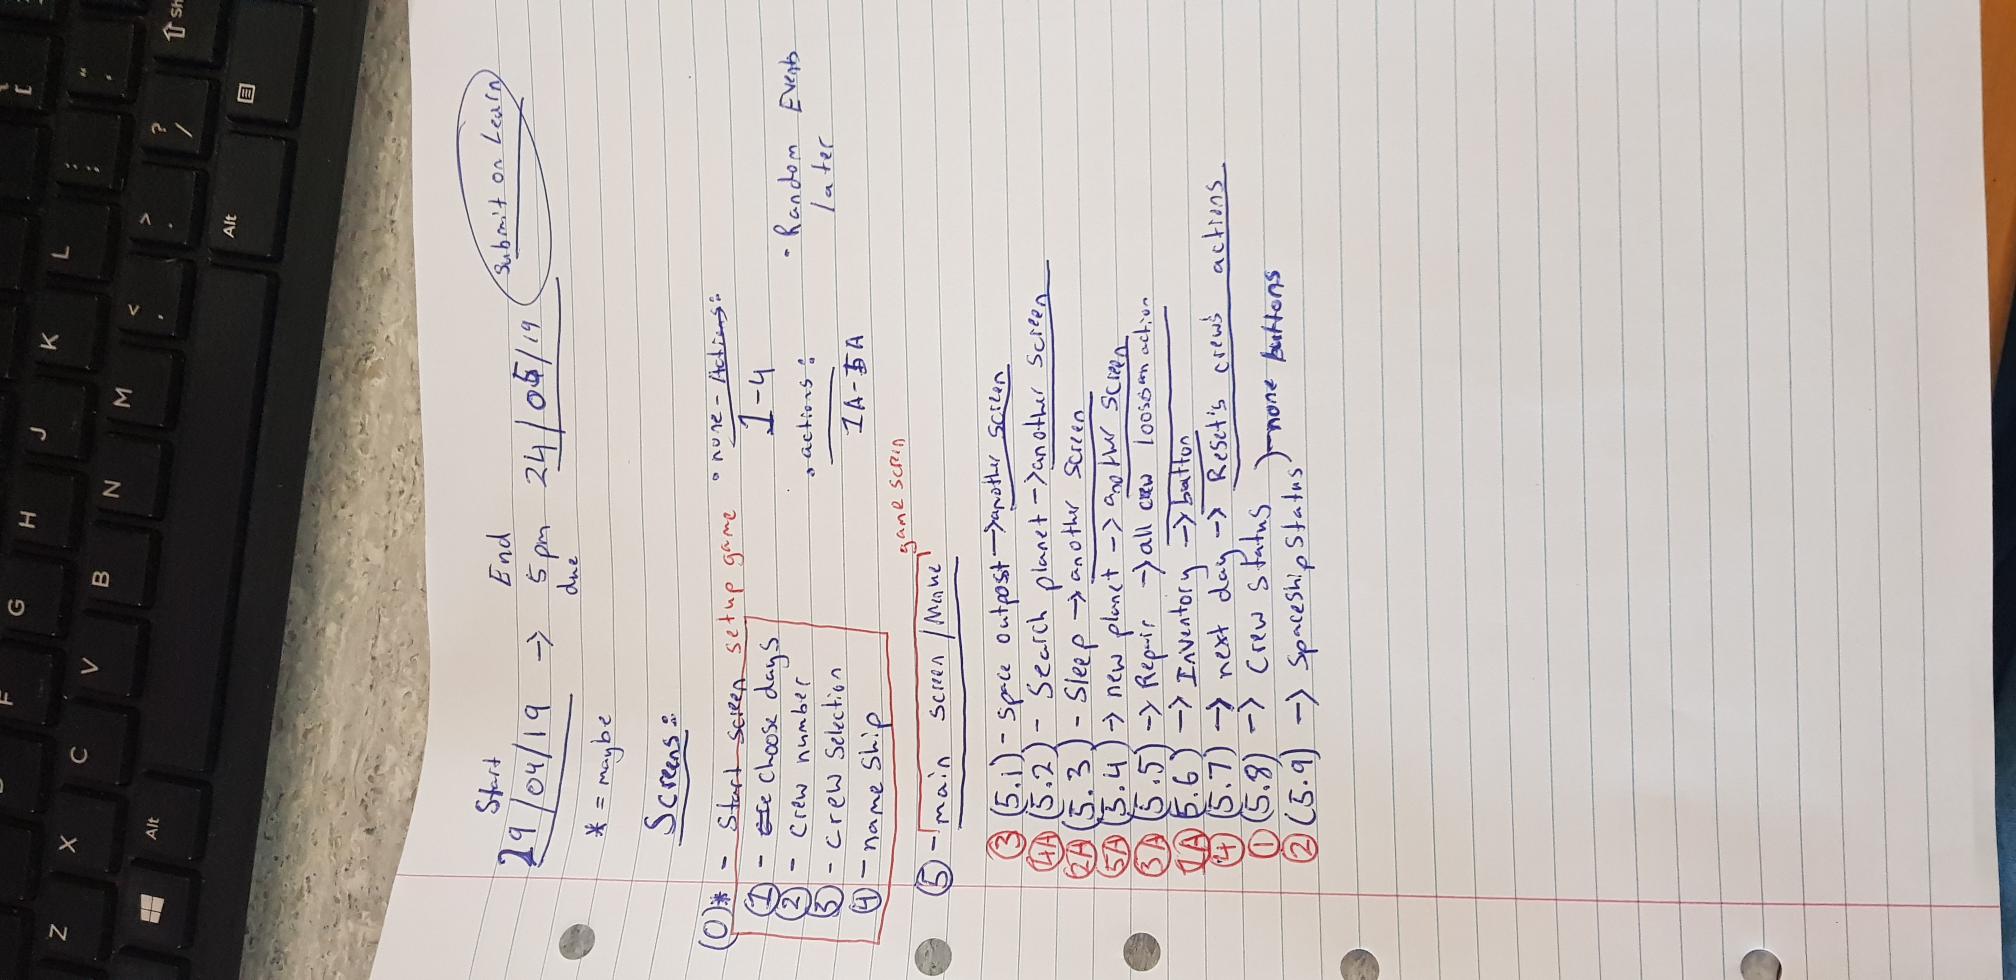 F G H J K L : ; [ "
Z X C V B N M < , > . ? / Sh
Alt
Alt
Start
29/04/19 →
End
5pm 24/05/19
due
Submit on Learn
* = maybe
Screens:
(0)* - Start screen setup game
① - choose days
② - Crew number
③ - Crew Selection
④ - name Ship
• none - Actions:
1-4
• actions:
1A-5A
• Random Events
later
game scrin
⑤ - main screen /
③ (5.1) - Space outpost → another screen
4A (5.2) - Search planet → another screen
2A (5.3) - Sleep → another screen
5A (5.4) → new planet → another screen
3A (5.5) → Repair → all crew action
1A (5.6) → Inventory → button
④ (5.7) → next day → Reset's crew's actions
① (5.8) → Crew status
② (5.9) → Spaceship Status
none buttons